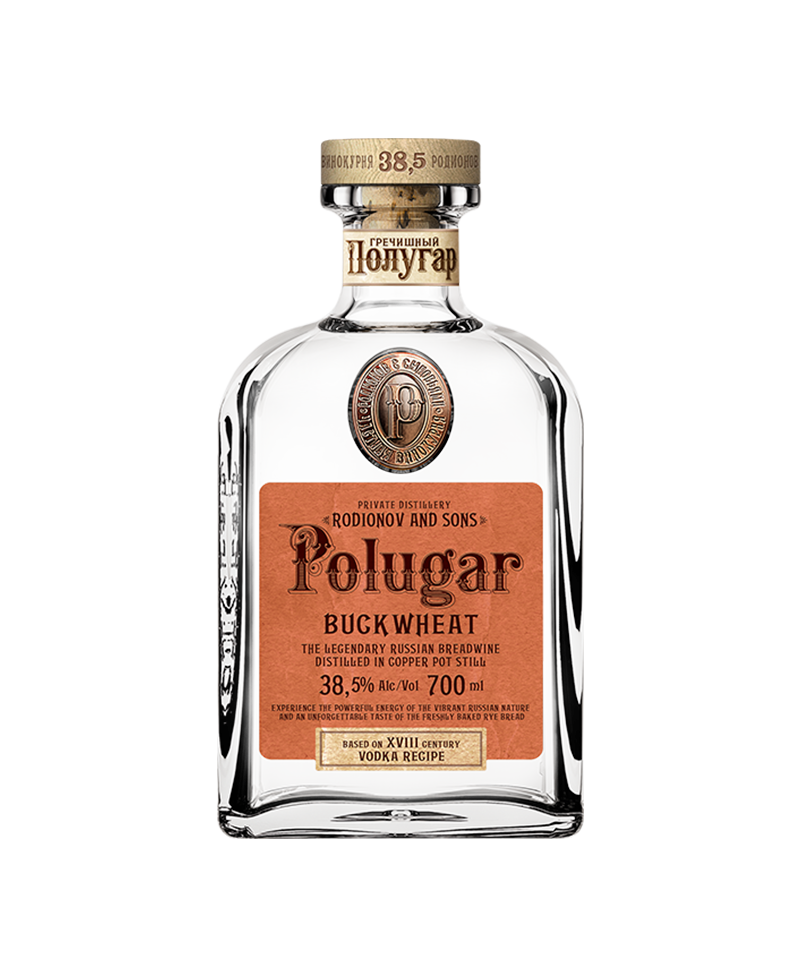 ВИНОКУРНЯ 38,5 РОДИОНОВ
ГРЕЧИШНЫЙ
Полугар
P
PRIVATE DISTILLERY
RODIONOV AND SONS
Polugar
BUCKWHEAT
THE LEGENDARY RUSSIAN BREADWINE
DISTILLED IN COPPER POT STILL
38,5% Alc/Vol 700 ml
EXPERIENCE THE POWERFUL ENERGY OF THE VIBRANT RUSSIAN NATURE
AND AN UNFORGETTABLE TASTE OF THE FRESHLY BAKED RYE BREAD
BASED ON XVIII CENTURY
VODKA RECIPE